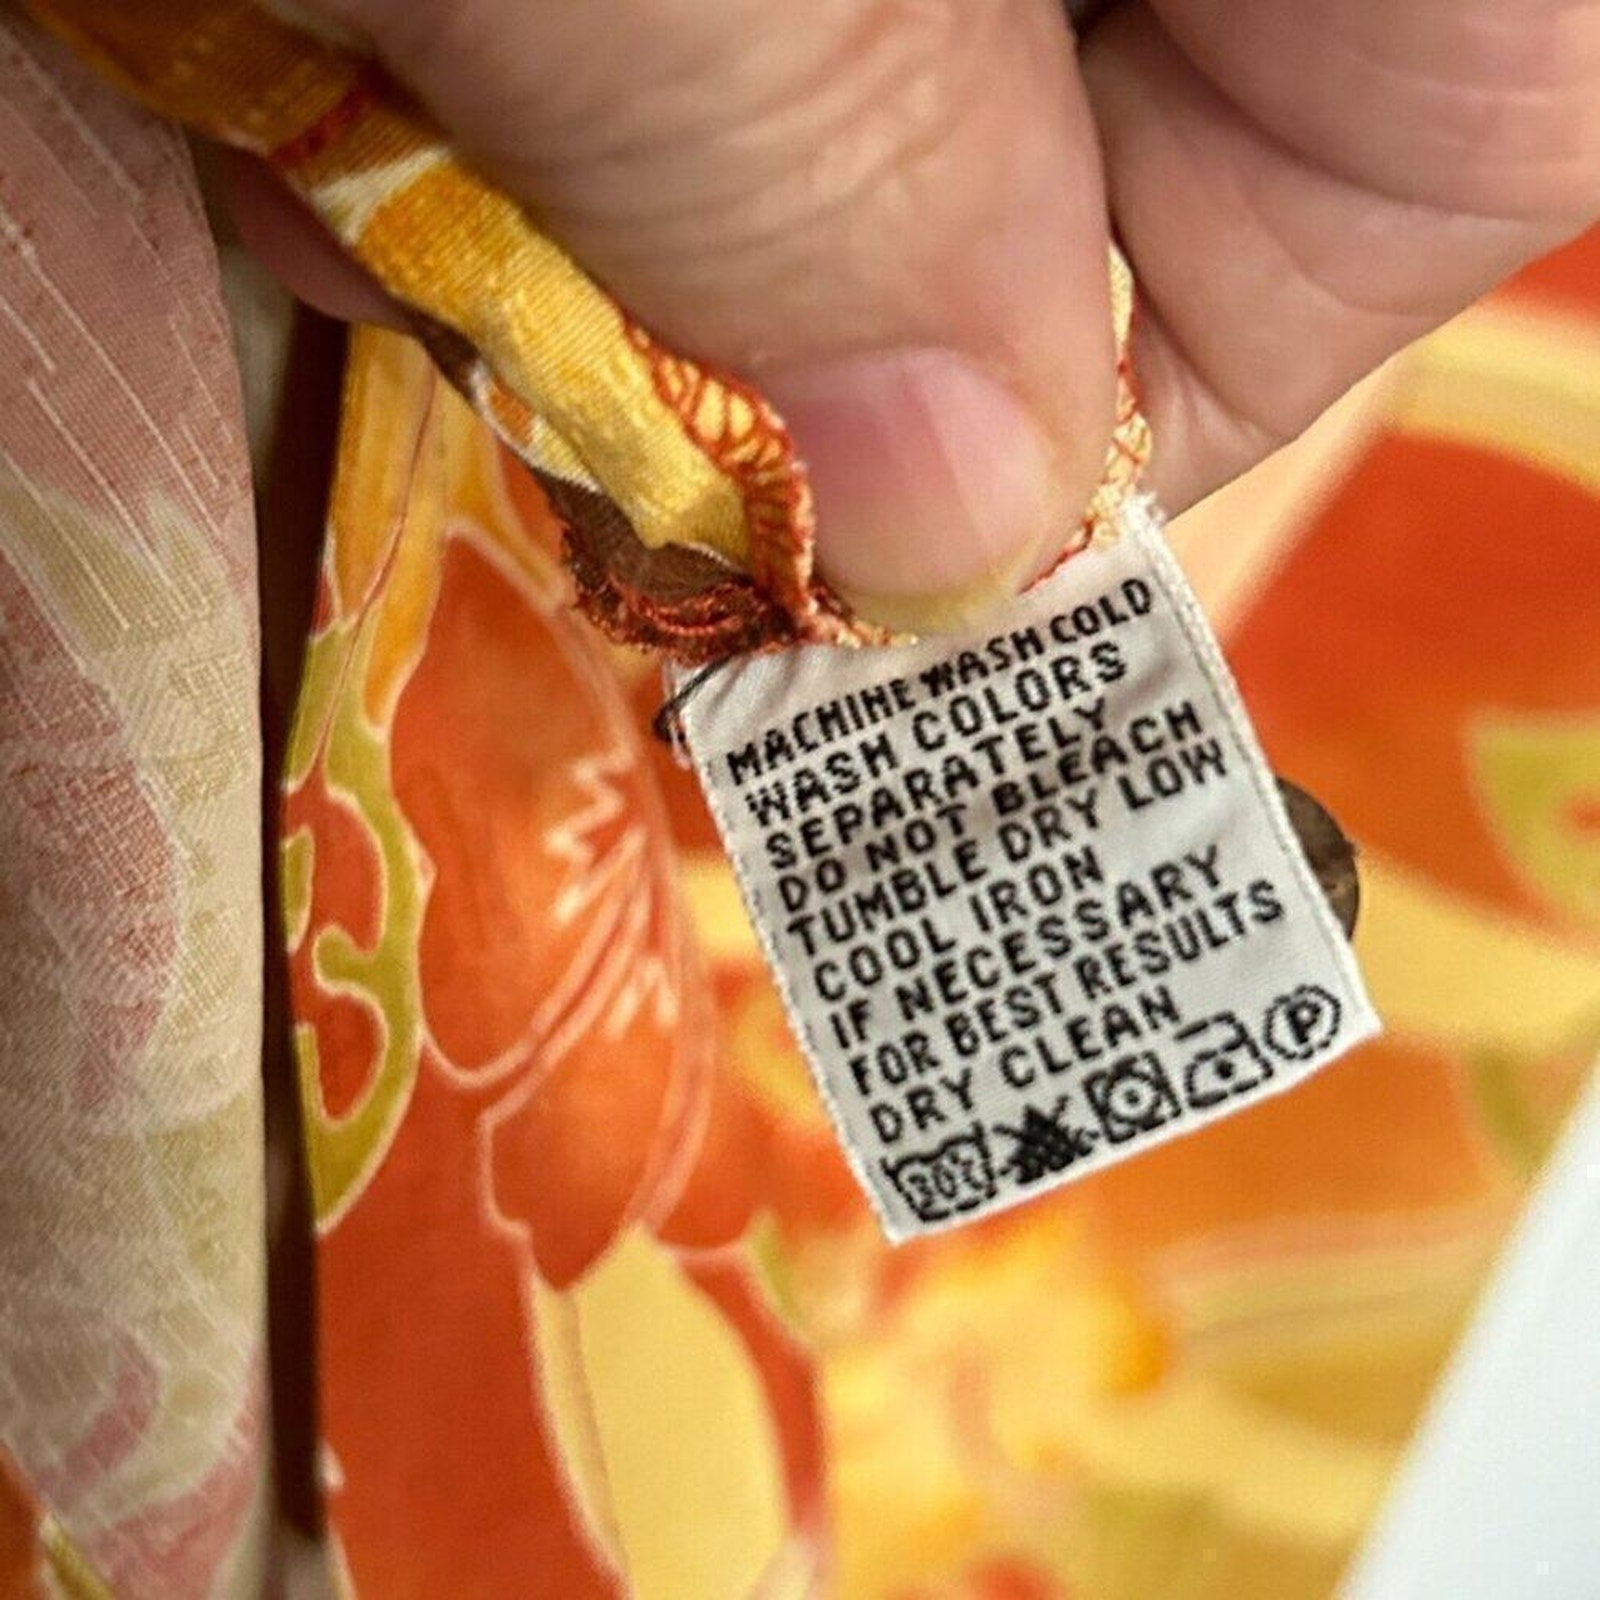 MACHINE WASH COLD
WASH COLORS
SEPARATELY
DO NOT BLEACH
TUMBLE DRY LOW
COOL IRON
IF NECESSARY
FOR BEST RESULTS
DRY CLEAN
30°C P